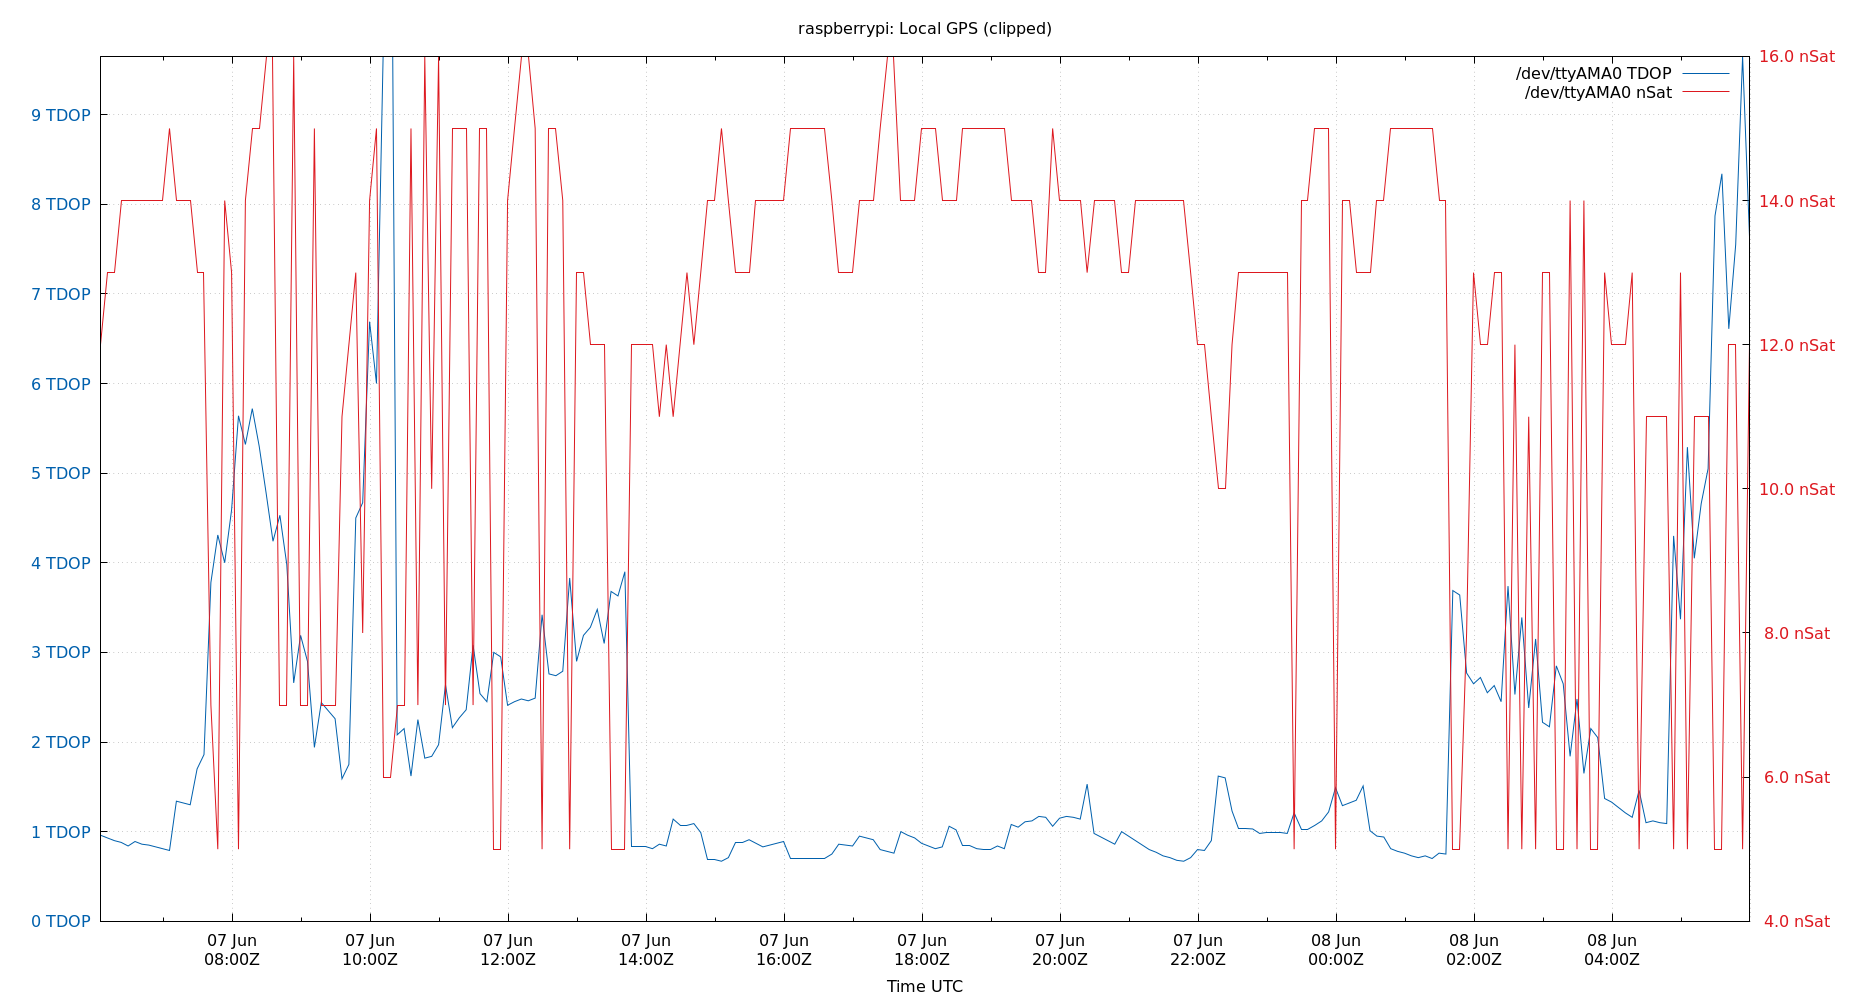 raspberrypi: Local GPS (clipped)
/dev/ttyAMA0 TDOP
/dev/ttyAMA0 nSat
9 TDOP
8 TDOP
7 TDOP
6 TDOP
5 TDOP
4 TDOP
3 TDOP
2 TDOP
1 TDOP
0 TDOP
16.0 nSat
14.0 nSat
12.0 nSat
10.0 nSat
8.0 nSat
6.0 nSat
4.0 nSat
07 Jun
08:00Z
07 Jun
10:00Z
07 Jun
12:00Z
07 Jun
14:00Z
07 Jun
16:00Z
07 Jun
18:00Z
07 Jun
20:00Z
07 Jun
22:00Z
08 Jun
00:00Z
08 Jun
02:00Z
08 Jun
04:00Z
Time UTC